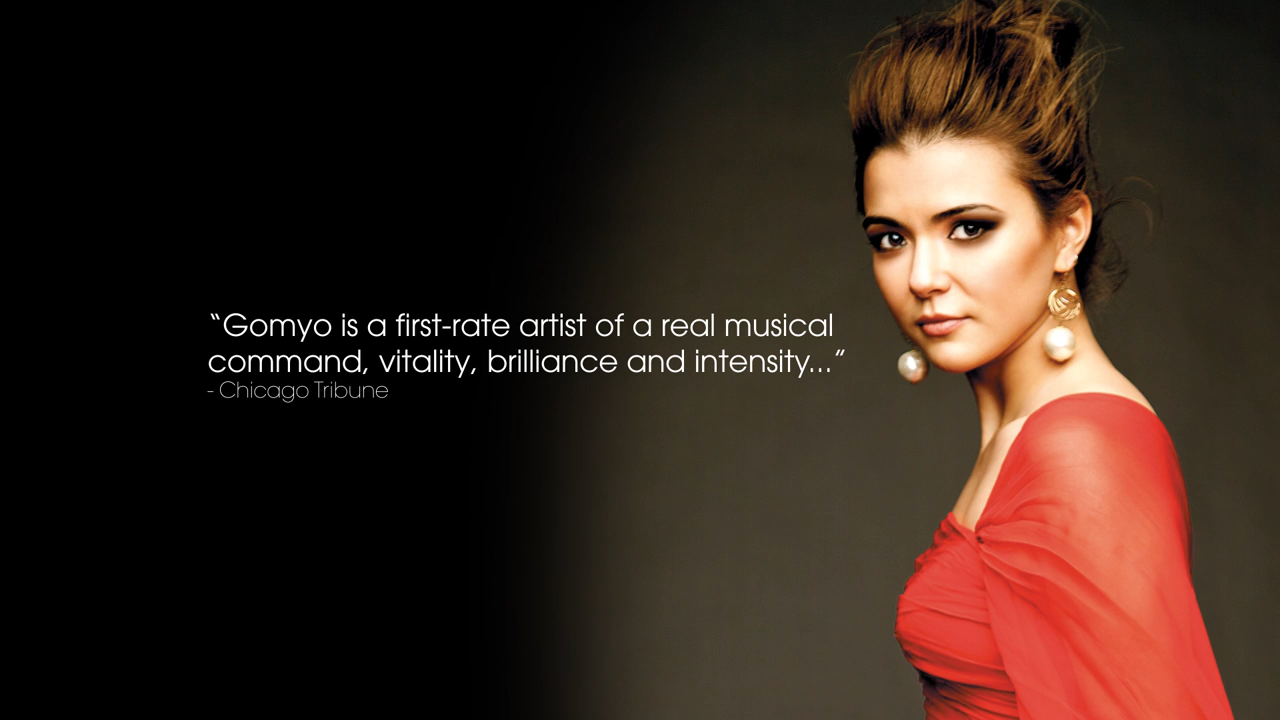 “Gomyo is a first-rate artist of a real musical
command, vitality, brilliance and intensity...”
- Chicago Tribune